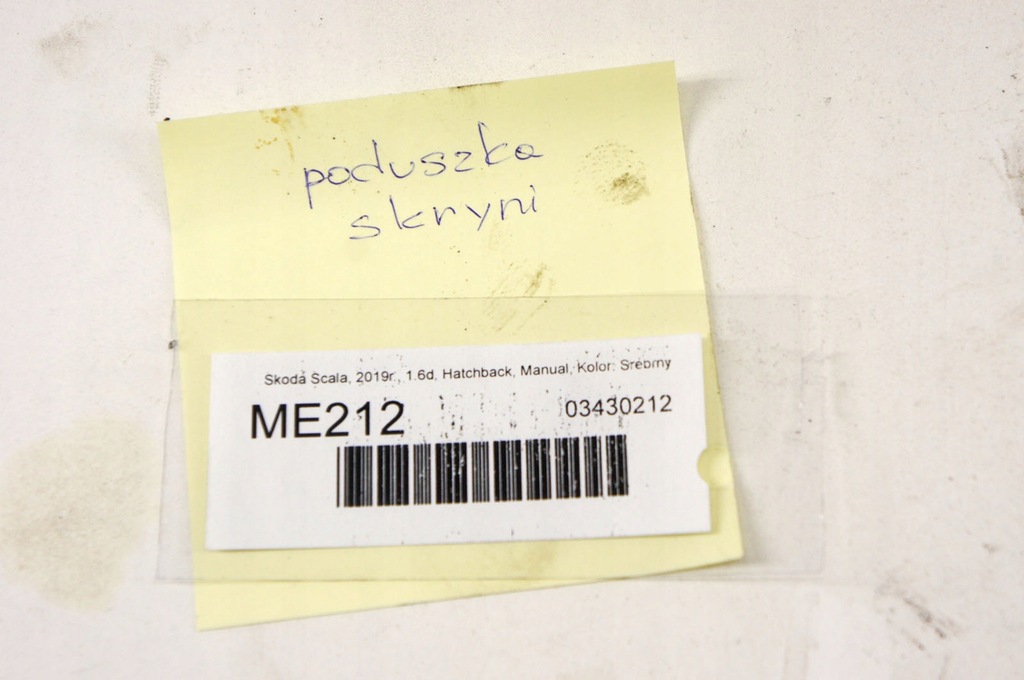 poduszka
skryni
Skoda Scala, 2019r., 1.6d, Hatchback, Manual, Kolor: Srebrny
ME212
03430212